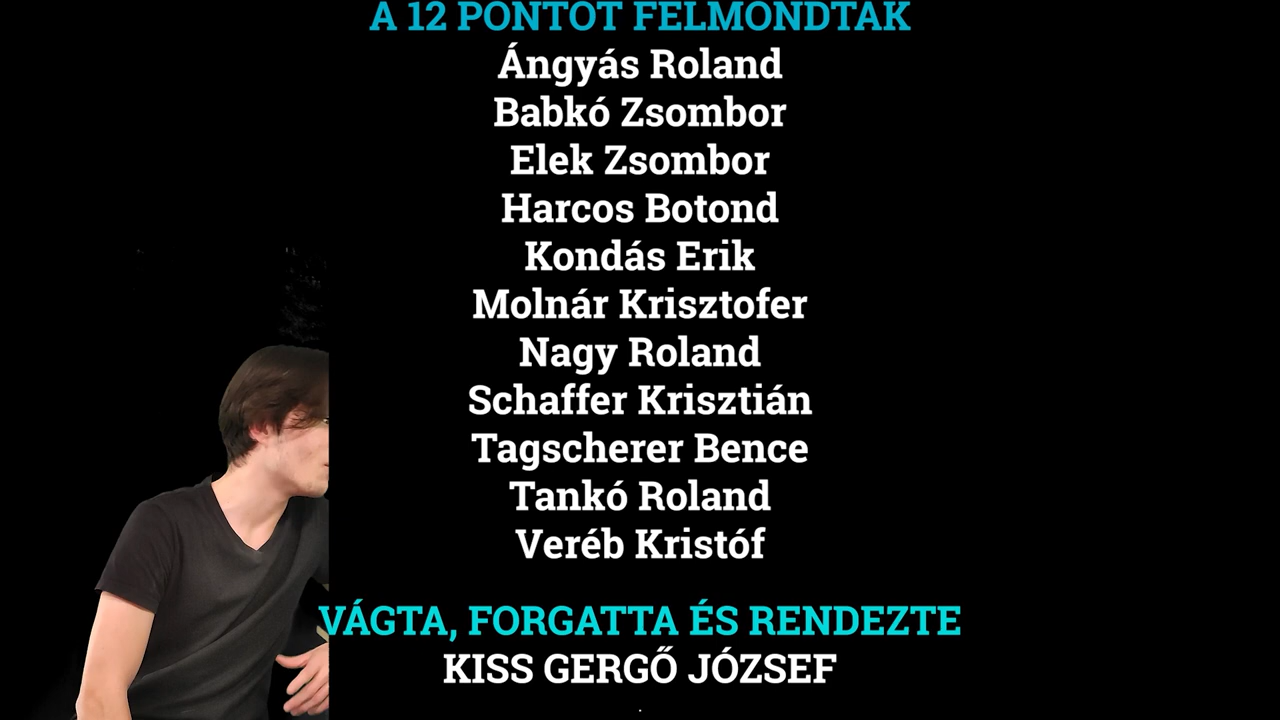 A 12 PONTOT FELMONDTÁK
Ángyás Roland
Babkó Zsombor
Elek Zsombor
Harcos Botond
Kondás Erik
Molnár Krisztofer
Nagy Roland
Schaffer Krisztián
Tagscherer Bence
Tankó Roland
Veréb Kristóf
VÁGTA, FORGATTA ÉS RENDEZTE
KISS GERGŐ JÓZSEF
.